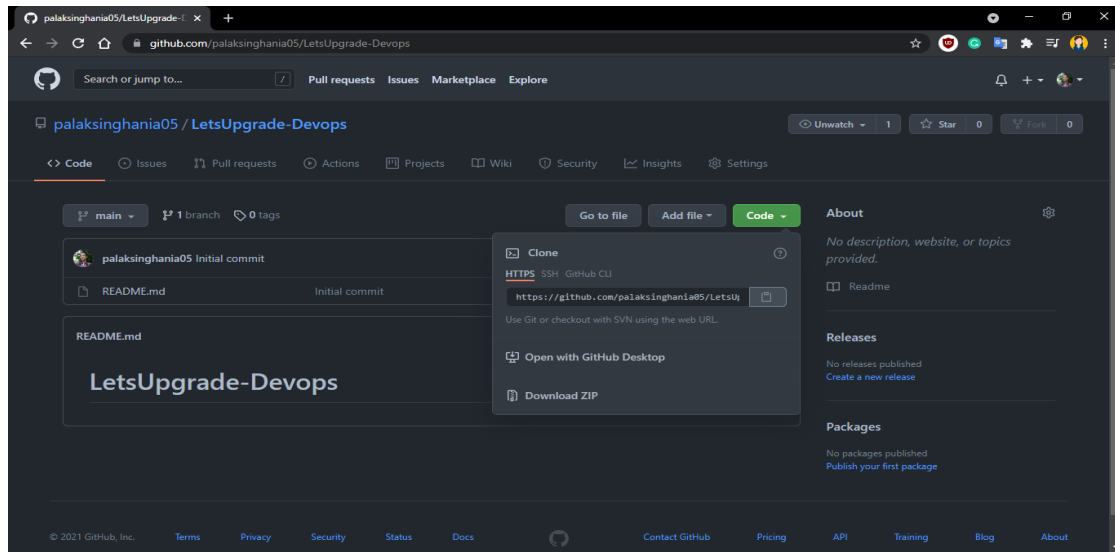 palaksinghania05/LetsUpgrade-D
github.com/palaksinghania05/LetsUpgrade-Devops
Search or jump to... / Pull requests Issues Marketplace Explore
palaksinghania05 / LetsUpgrade-Devops
Unwatch 1 Star 0 Fork 0
<> Code Issues Pull requests Actions Projects Wiki Security Insights Settings
main 1 branch 0 tags
Go to file Add file Code
palaksinghania05 Initial commit
README.md Initial commit
README.md
LetsUpgrade-Devops
Clone
HTTPS SSH GitHub CLI
https://github.com/palaksinghania05/LetsUp
Use Git or checkout with SVN using the web URL.
Open with GitHub Desktop
Download ZIP
About
No description, website, or topics
provided.
Readme
Releases
No releases published
Create a new release
Packages
No packages published
Publish your first package
© 2021 GitHub, Inc. Terms Privacy Security Status Docs Contact GitHub Pricing API Training Blog About